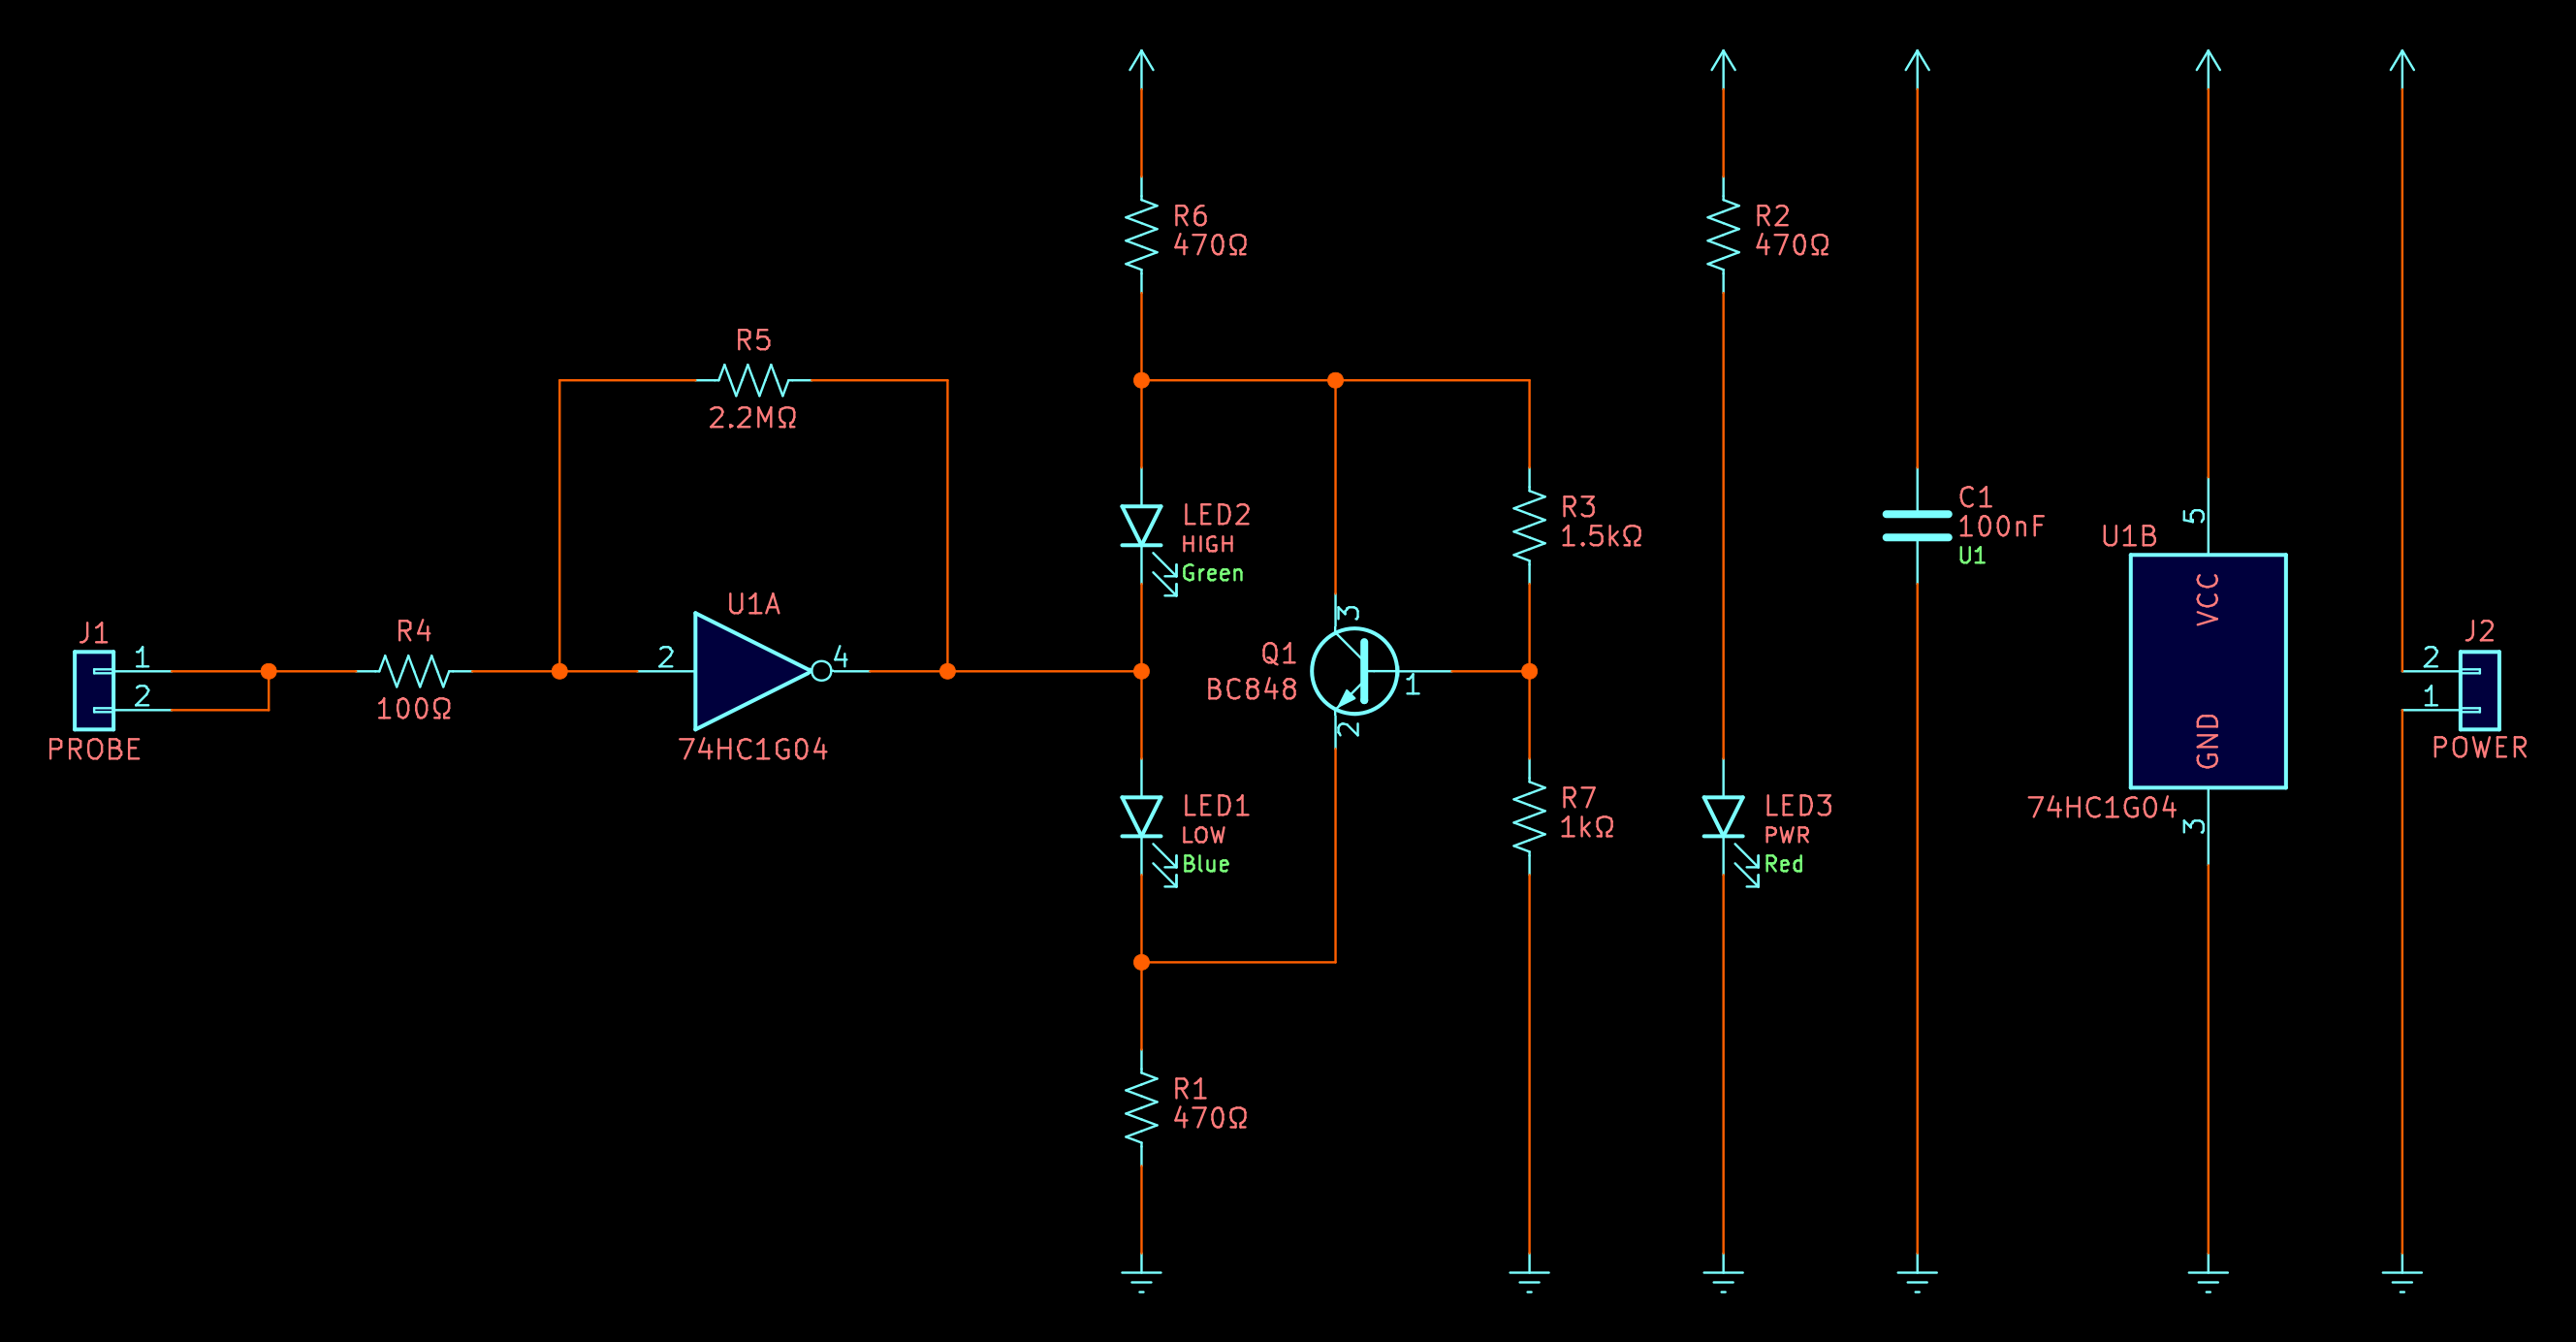 R6
470Ω
R2
470Ω
R5
2.2MΩ
LED2
HIGH
Green
R3
1.5kΩ
C1
100nF
U1
5
U1B
VCC
GND
74HC1G04
3
J1
1
2
PROBE
R4
100Ω
U1A
2
4
74HC1G04
Q1
BC848
3
1
2
J2
2
1
POWER
LED1
LOW
Blue
R7
1kΩ
LED3
PWR
Red
R1
470Ω